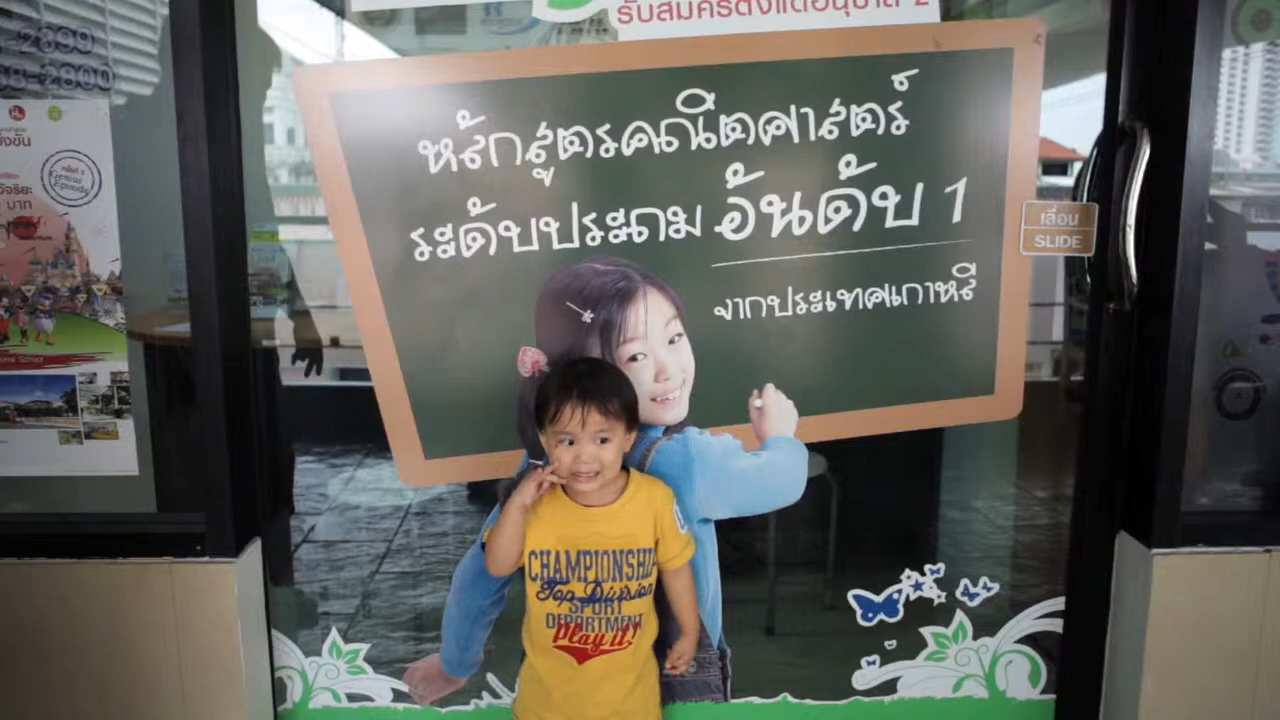 รับสมัครตั้งแต่อนุบาล 2
-2899
-2800
หลักสูตรคณิตศาสตร์
ระดับประถม อันดับ 1
จากประเทศเกาหลี
เลื่อน
SLIDE
บาท
CHAMPIONSHIP
Top Division
SPORT
DEPARTMENT
Play it!